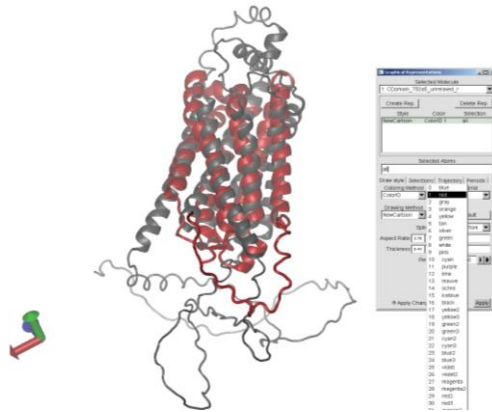 Graphical Representations
Selected Molecule
Create Rep
Delete Rep
Style Color Selection
NewCartoon ColorID 1 all
Selected Atoms
all
Draw style Selections Trajectory Periodic
Coloring Method
ColorID
Drawing Method
NewCartoon
Aspect Ratio
Thickness
Apply
0 blue
1 red
2 gray
3 orange
4 yellow
5 tan
6 silver
7 green
8 white
9 pink
10 cyan
11 purple
12 lime
13 mauve
14 ochre
15 iceblue
16 black
17 yellow2
18 yellow3
19 green2
20 green3
21 cyan2
22 cyan3
23 blue2
24 blue3
25 violet
26 violet2
27 magenta
28 magenta2
29 red2
30 red3